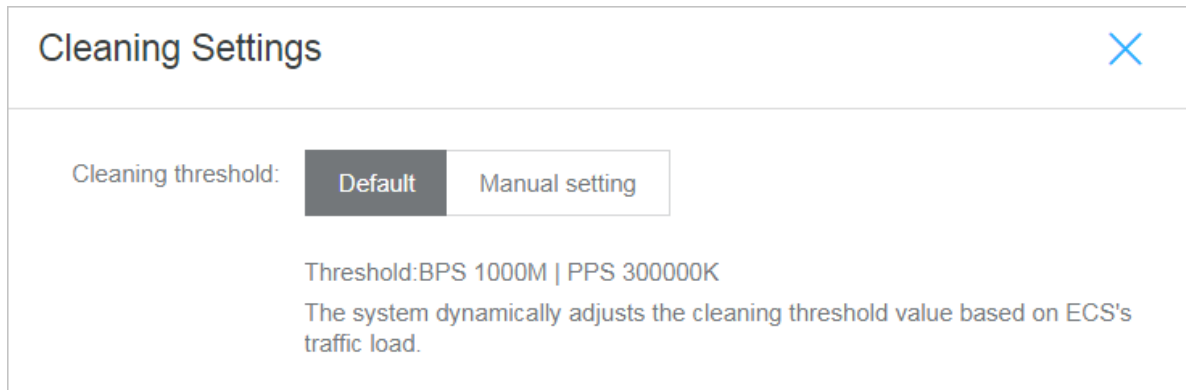 Cleaning Settings
Cleaning threshold:
Default
Manual setting
Threshold:BPS 1000M | PPS 300000K
The system dynamically adjusts the cleaning threshold value based on ECS's
traffic load.